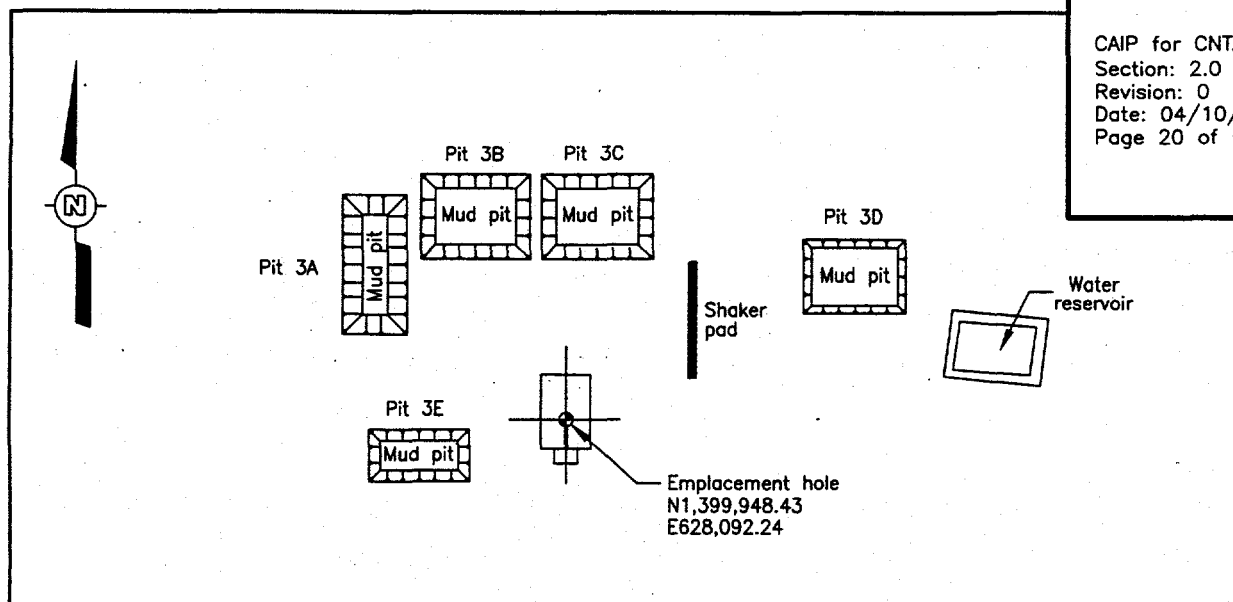 CAIP for CNT
Section: 2.0
Revision: 0
Date: 04/10/
Page 20 of
N
Pit 3B
Pit 3C
Mud pit
Mud pit
Pit 3A
Mud pit
Pit 3D
Mud pit
Shaker
pad
Water
reservoir
Pit 3E
Mud pit
Emplacement hole
N1,399,948.43
E628,092.24